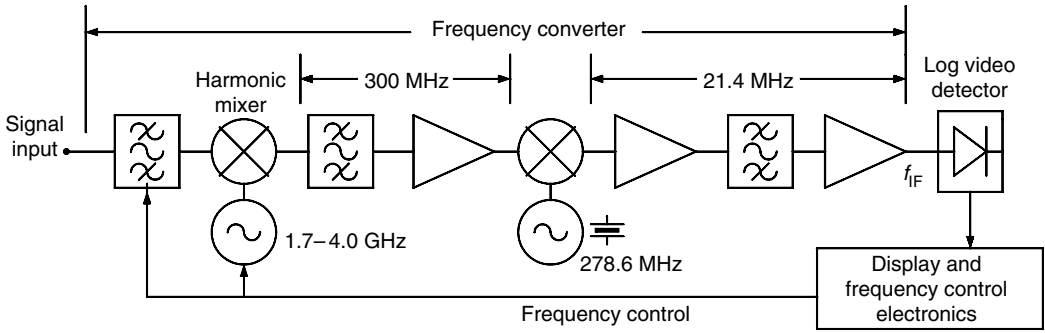 Frequency converter
Harmonic
mixer
300 MHz
21.4 MHz
Log video
detector
Signal
input
f_IF
1.7–4.0 GHz
278.6 MHz
Display and
frequency control
electronics
Frequency control